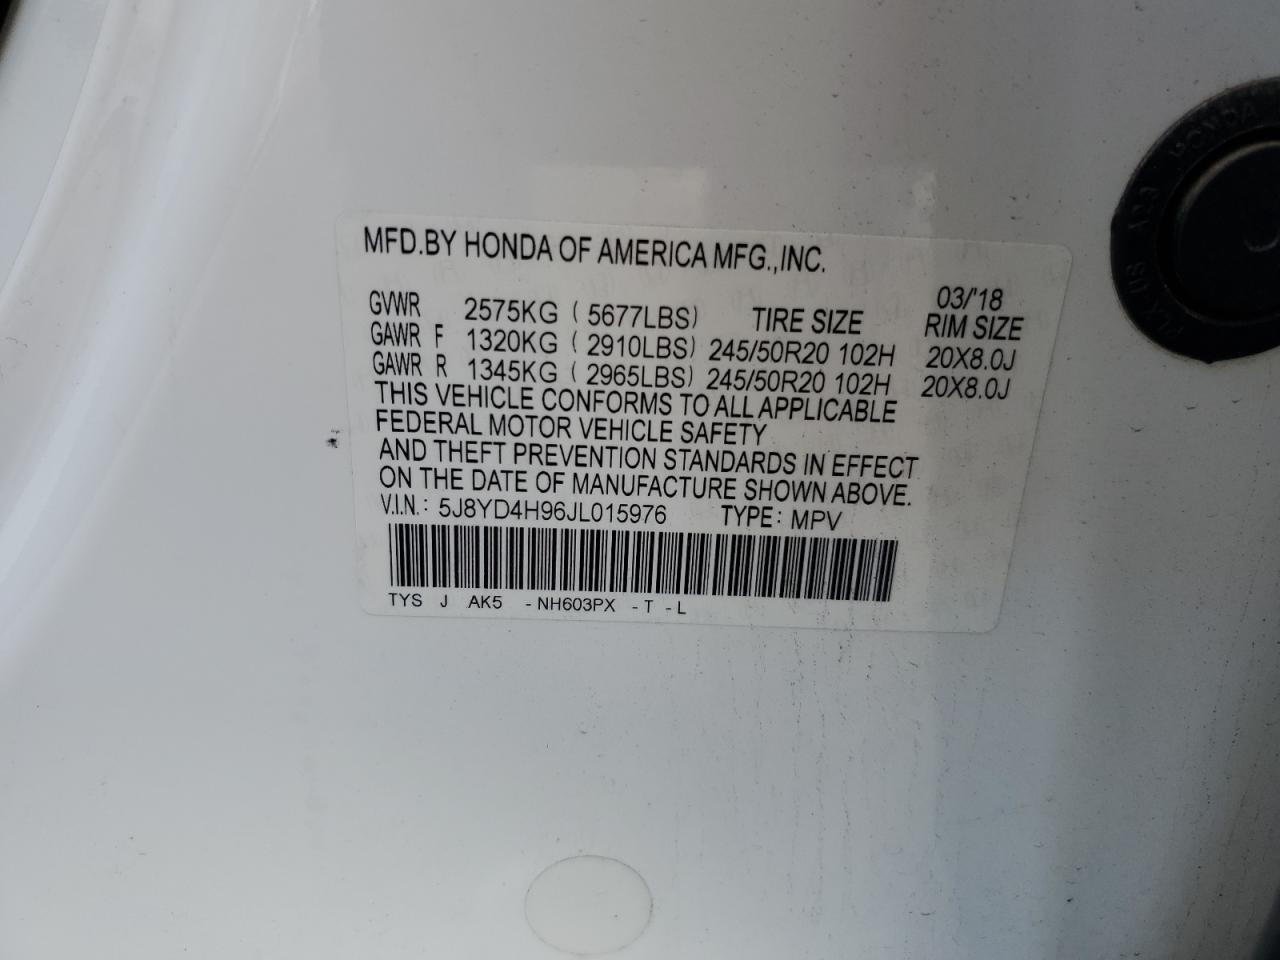 MFD.BY HONDA OF AMERICA MFG.,INC.
03/'18
GVWR 2575KG ( 5677LBS) TIRE SIZE RIM SIZE
GAWR F 1320KG ( 2910LBS) 245/50R20 102H 20X8.0J
GAWR R 1345KG ( 2965LBS) 245/50R20 102H 20X8.0J
THIS VEHICLE CONFORMS TO ALL APPLICABLE
FEDERAL MOTOR VEHICLE SAFETY
AND THEFT PREVENTION STANDARDS IN EFFECT
ON THE DATE OF MANUFACTURE SHOWN ABOVE.
V.I.N.: 5J8YD4H96JL015976 TYPE: MPV
TYS J AK5 -NH603PX -T -L
HONDA